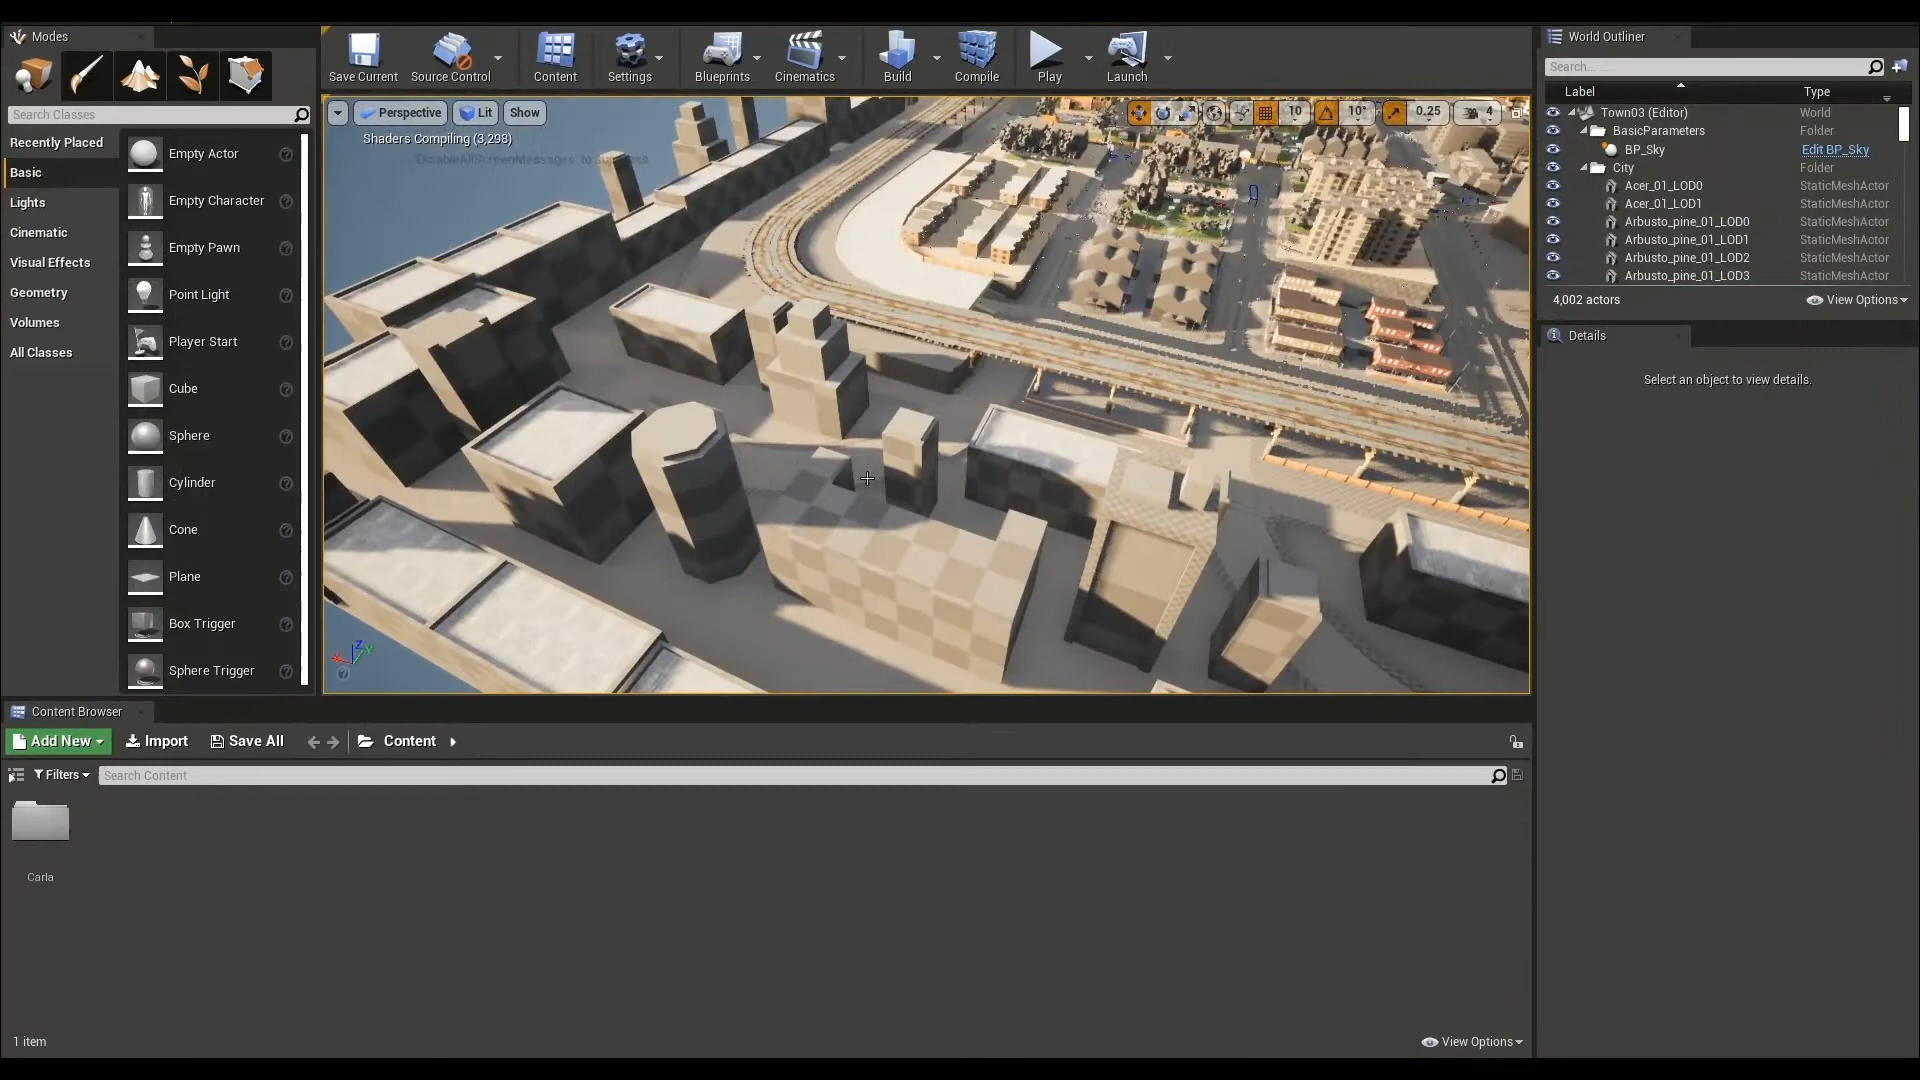 Modes
Search Classes
Recently Placed
Basic
Lights
Cinematic
Visual Effects
Geometry
Volumes
All Classes
Empty Actor
Empty Character
Empty Pawn
Point Light
Player Start
Cube
Sphere
Cylinder
Cone
Plane
Box Trigger
Sphere Trigger
Save Current
Source Control
Content
Settings
Blueprints
Cinematics
Build
Compile
Play
Launch
Perspective
Lit
Show
10
10°
0.25
4
Shaders Compiling (3,298)
'DisableAllScreenMessages' to suppress
Z
Y
World Outliner
Search...
Label Type
Town03 (Editor) World
BasicParameters Folder
BP_Sky Edit BP_Sky
City Folder
Acer_01_LOD0 StaticMeshActor
Acer_01_LOD1 StaticMeshActor
Arbusto_pine_01_LOD0 StaticMeshActor
Arbusto_pine_01_LOD1 StaticMeshActor
Arbusto_pine_01_LOD2 StaticMeshActor
Arbusto_pine_01_LOD3 StaticMeshActor
4,002 actors View Options
Details
Select an object to view details.
Content Browser
Add New Import Save All Content
Filters Search Content
Carla
1 item View Options